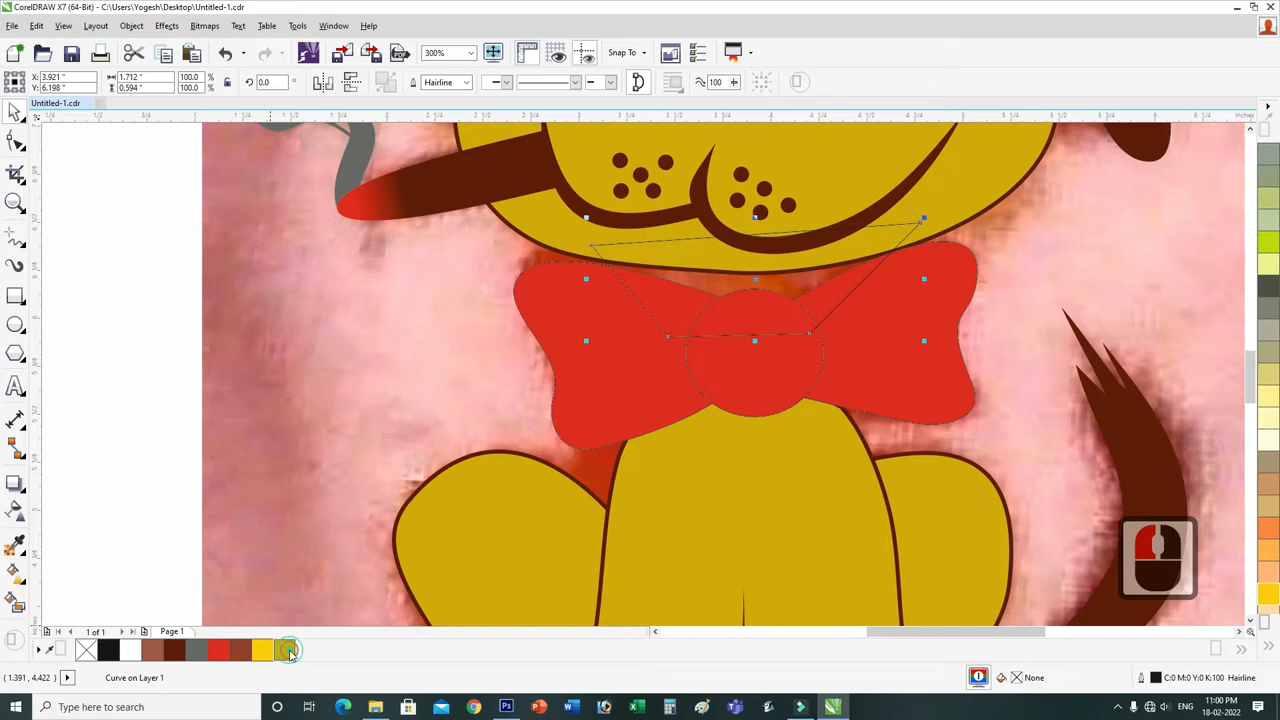 CorelDRAW X7 (64-Bit) - C:\Users\Yogesh\Desktop\Untitled-1.cdr
File Edit View Layout Object Effects Bitmaps Text Table Tools Window Help
300% Snap To
X: 3.921 " 1.712 " 100.0 % 0.0 ° Hairline 100
Y: 6.198 " 0.594 " 100.0 %
Untitled-1.cdr
inches
inches
1 of 1 Page 1
(1.391, 4.422) Curve on Layer 1 None C:0 M:0 Y:0 K:100 Hairline
Type here to search 11:00 PM
18-02-2022